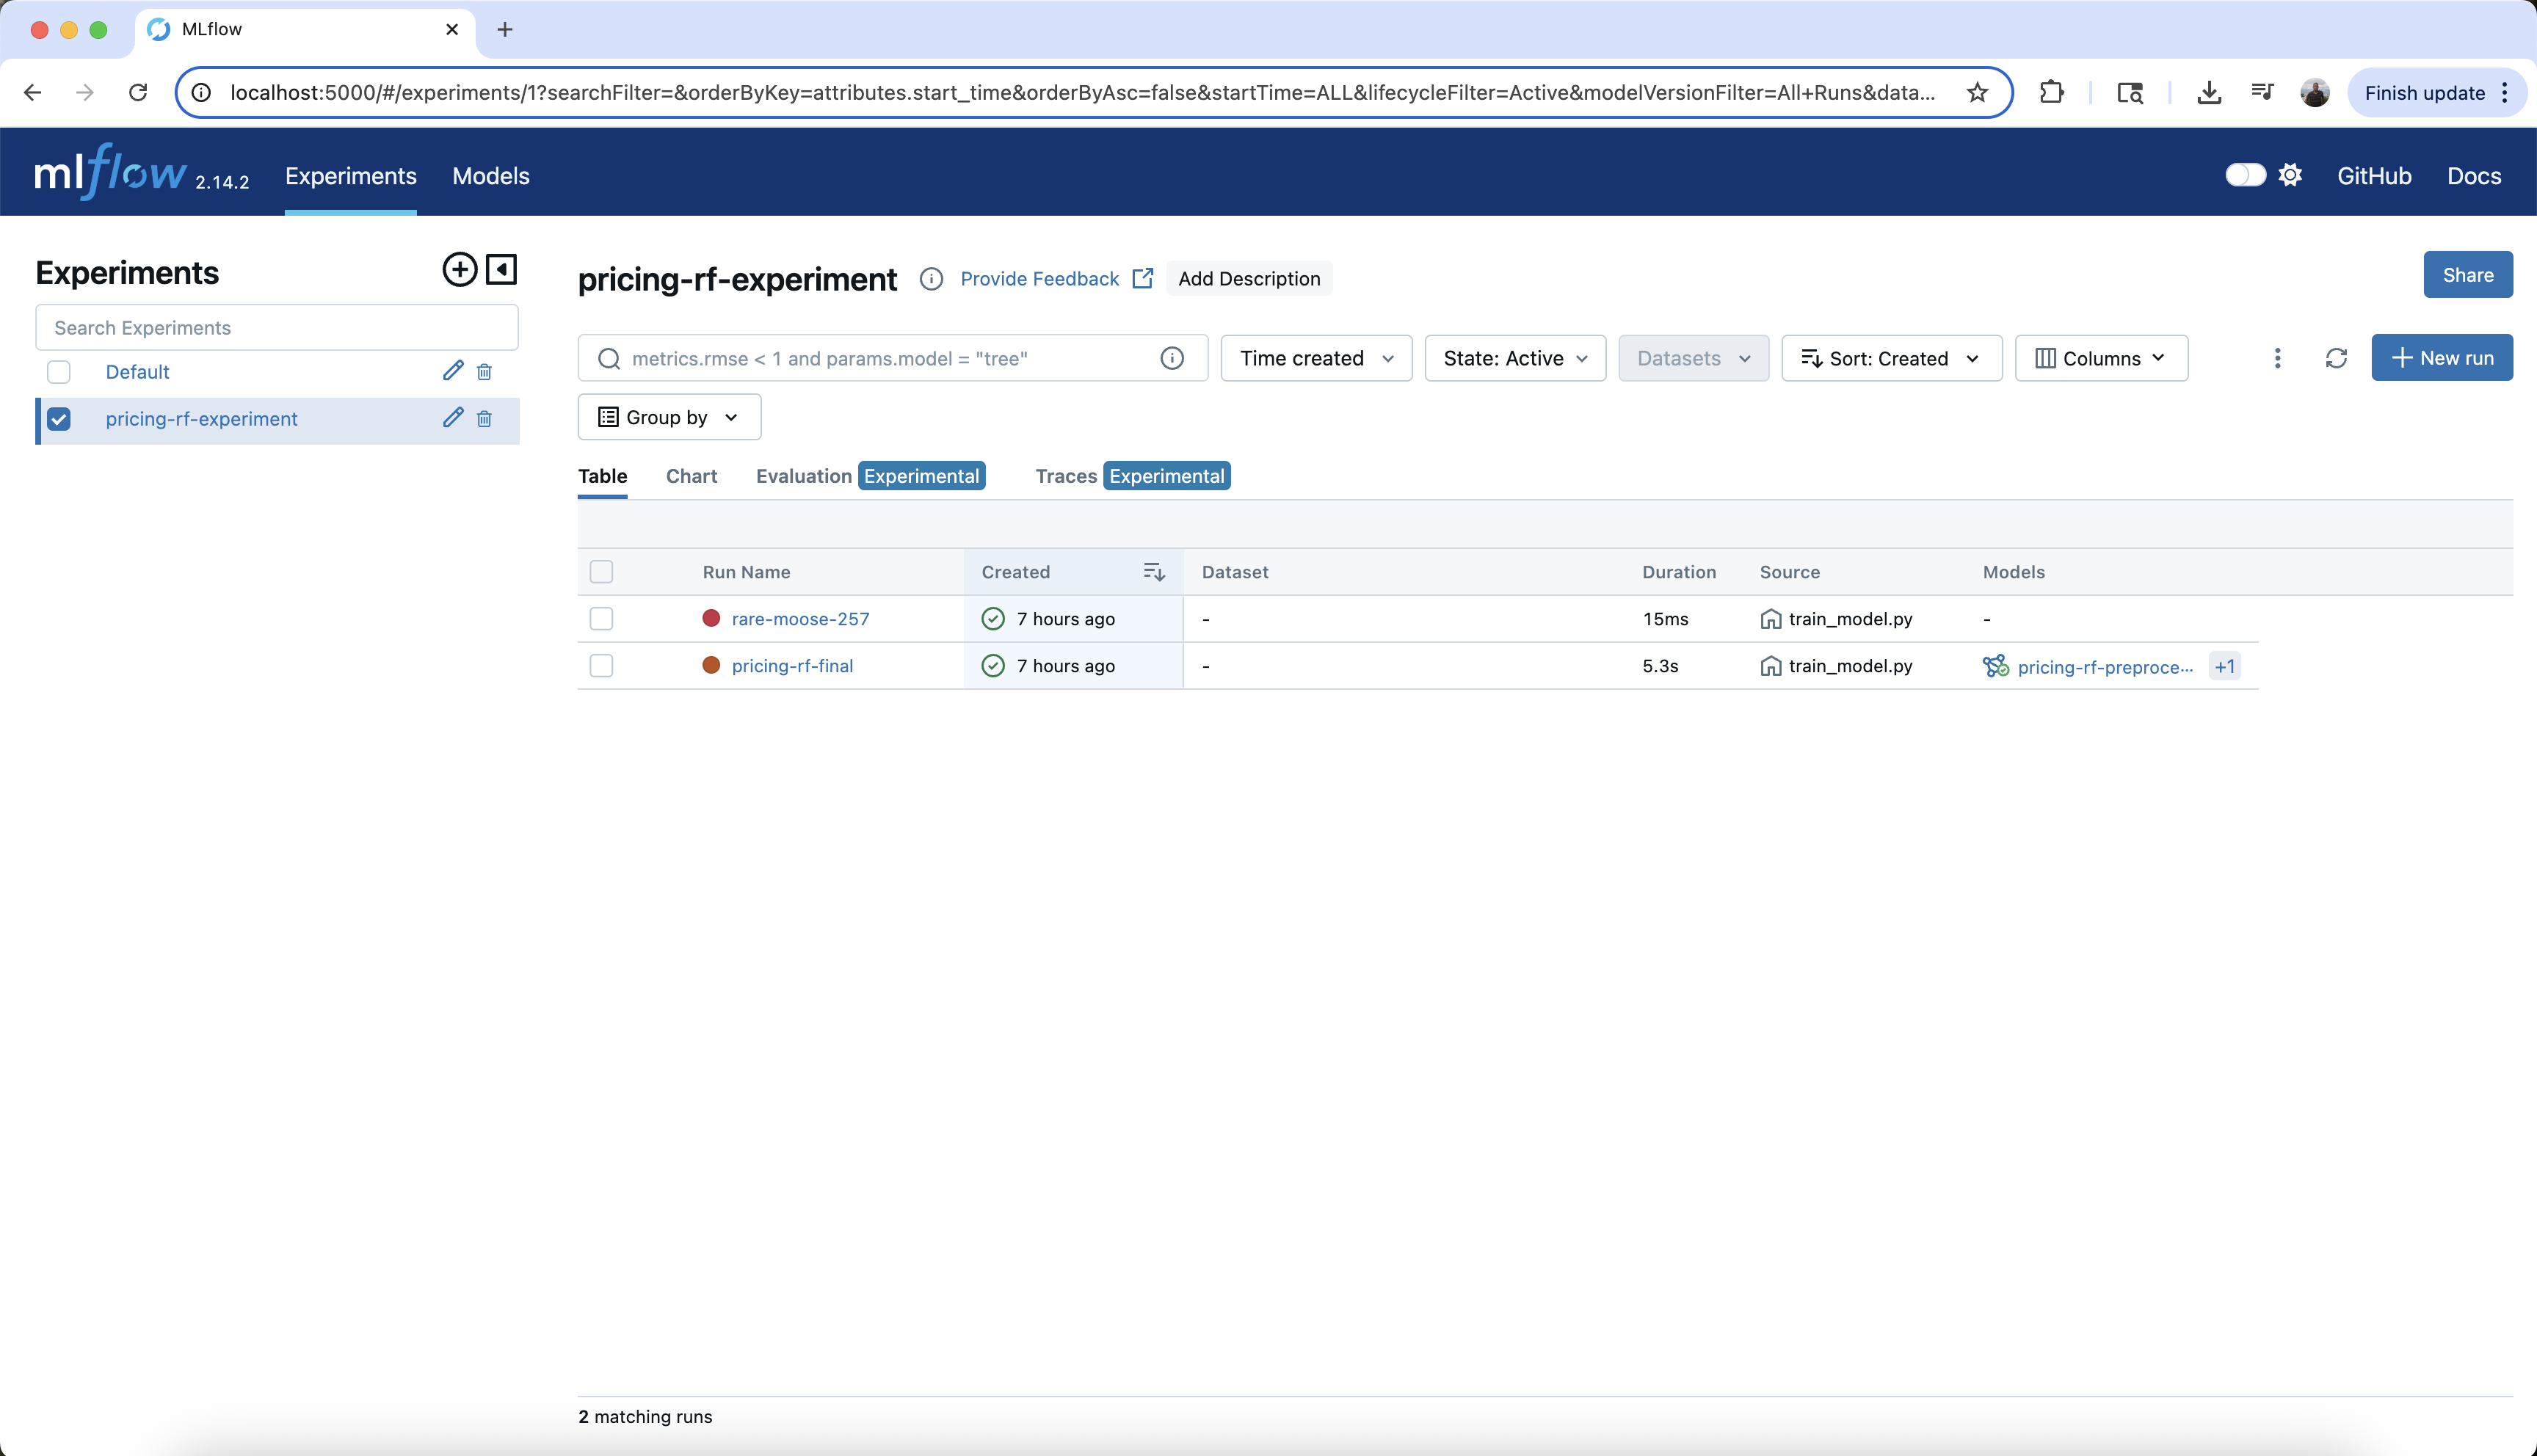 MLflow
localhost:5000/#/experiments/1?searchFilter=&orderByKey=attributes.start_time&orderByAsc=false&startTime=ALL&lifecycleFilter=Active&modelVersionFilter=All+Runs&data...
Finish update
mlflow 2.14.2 Experiments Models GitHub Docs
Experiments
Search Experiments
Default
pricing-rf-experiment
pricing-rf-experiment Provide Feedback Add Description Share
metrics.rmse < 1 and params.model = "tree" Time created State: Active Datasets Sort: Created Columns New run
Group by
Table Chart Evaluation Experimental Traces Experimental
Run Name Created Dataset Duration Source Models
rare-moose-257 7 hours ago - 15ms train_model.py -
pricing-rf-final 7 hours ago - 5.3s train_model.py pricing-rf-preproce... +1
2 matching runs